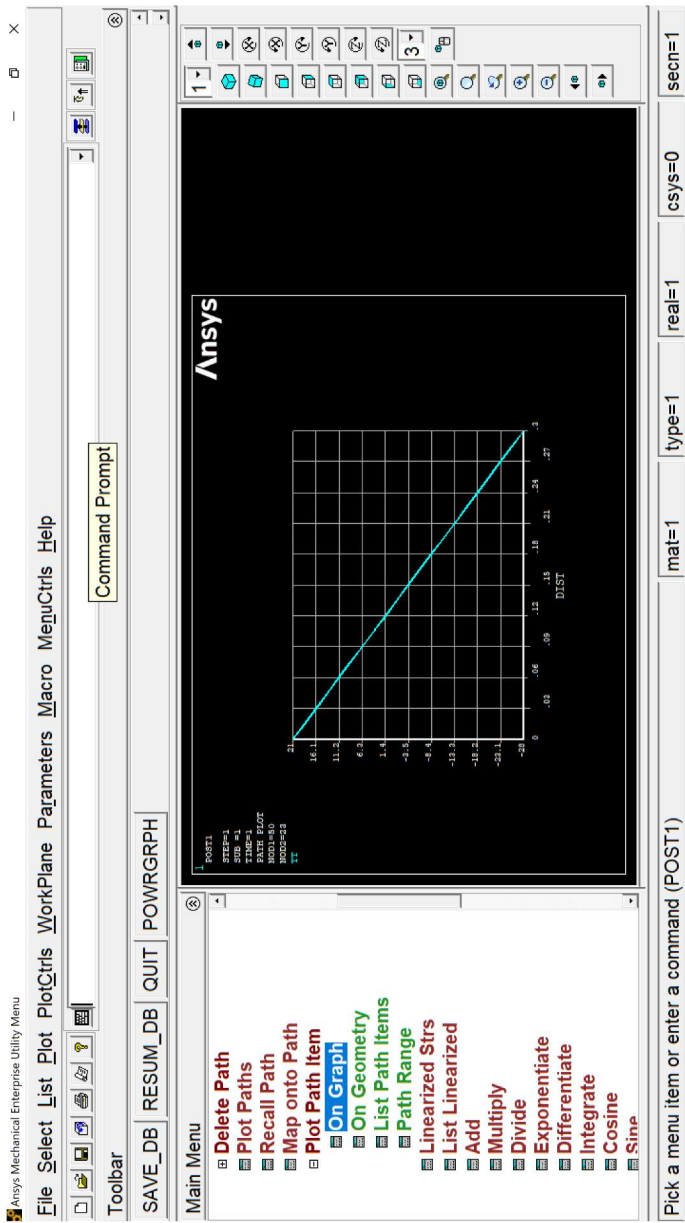 Ansys Mechanical Enterprise Utility Menu
File Select List Plot PlotCtrls WorkPlane Parameters Macro MenuCtrls Help
Command Prompt
Toolbar
SAVE_DB RESUM_DB QUIT POWRGRPH
Main Menu
Delete Path
Plot Paths
Recall Path
Map onto Path
Plot Path Item
On Graph
On Geometry
List Path Items
Path Range
Linearized Strs
List Linearized
Add
Multiply
Divide
Exponentiate
Differentiate
Integrate
Cosine
Sine
1
POST1
STEP=1
SUB =1
TIME=1
PATH PLOT
NOD1=50
NOD2=23
TT
Ansys
21
16.1
11.2
6.3
1.4
-3.5
-8.4
-13.3
-18.2
-23.1
-28
0 .03 .06 .09 .12 .15 .18 .21 .24 .27 .3
DIST
1
3
Pick a menu item or enter a command (POST1) mat=1 type=1 real=1 csys=0 secn=1